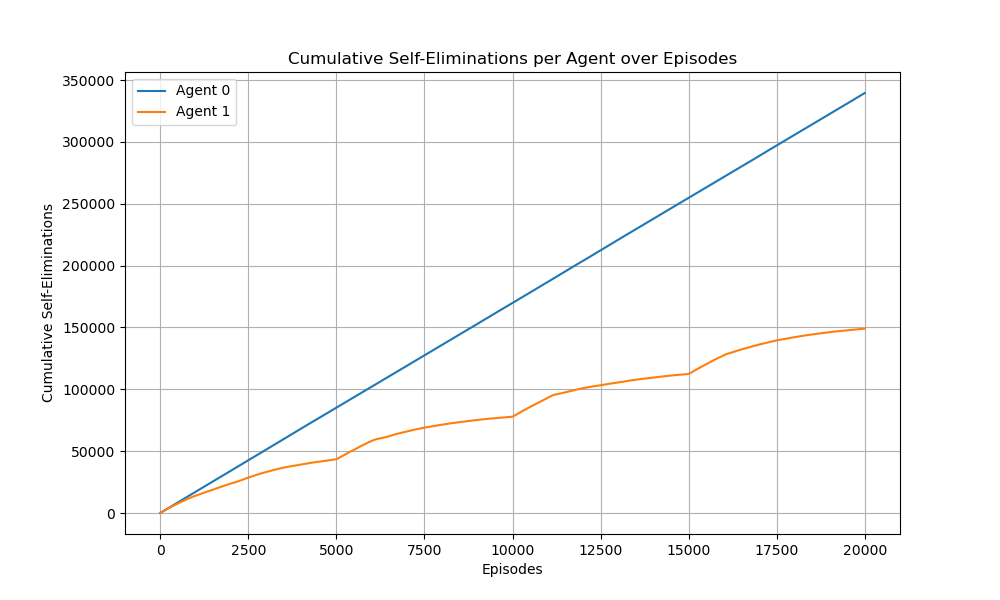 Cumulative Self-Eliminations per Agent over Episodes
350000
300000
250000
200000
150000
100000
50000
0
Cumulative Self-Eliminations
Agent 0
Agent 1
0 2500 5000 7500 10000 12500 15000 17500 20000
Episodes